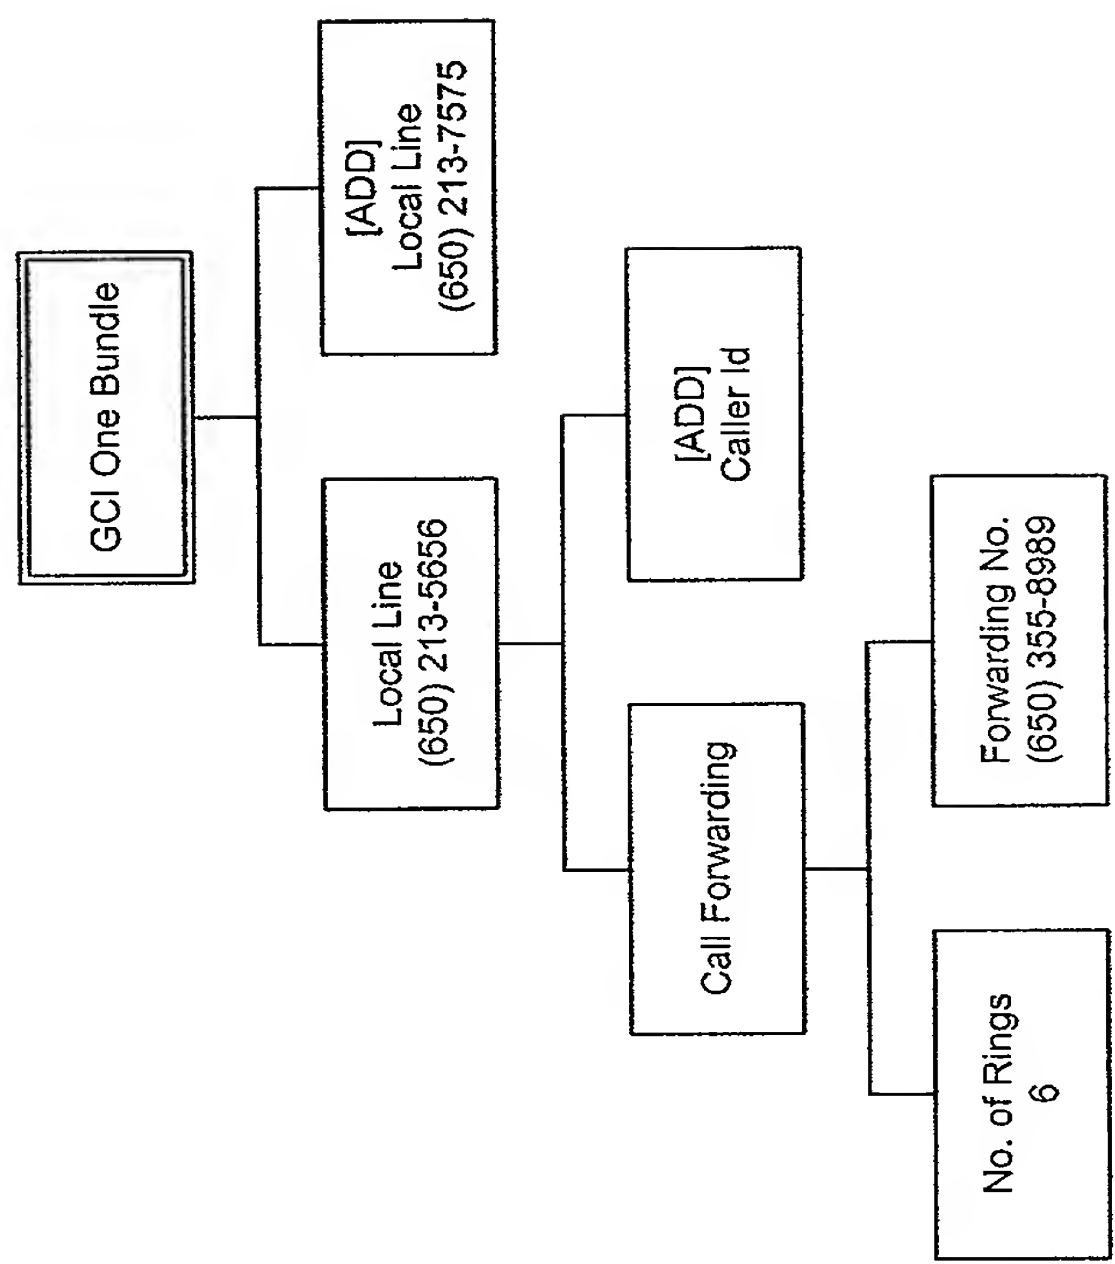 GCI One Bundle
Local Line
(650) 213-5656
[ADD]
Local Line
(650) 213-7575
Call Forwarding
[ADD]
Caller Id
No. of Rings
6
Forwarding No.
(650) 355-8989